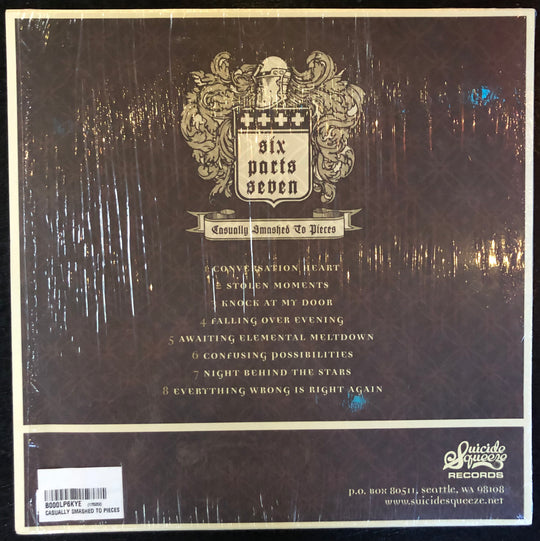 six
parts
seven
Casually Smashed To Pieces
1 CONVERSATION HEART
2 STOLEN MOMENTS
3 KNOCK AT MY DOOR
4 FALLING OVER EVENING
5 AWAITING ELEMENTAL MELTDOWN
6 CONFUSING POSSIBILITIES
7 NIGHT BEHIND THE STARS
8 EVERYTHING WRONG IS RIGHT AGAIN
Suicide
Squeeze
RECORDS
p.o. box 80511, seattle, wa 98108
www.suicidesqueeze.net
B000LP6KYE
CASUALLY SMASHED TO PIECES